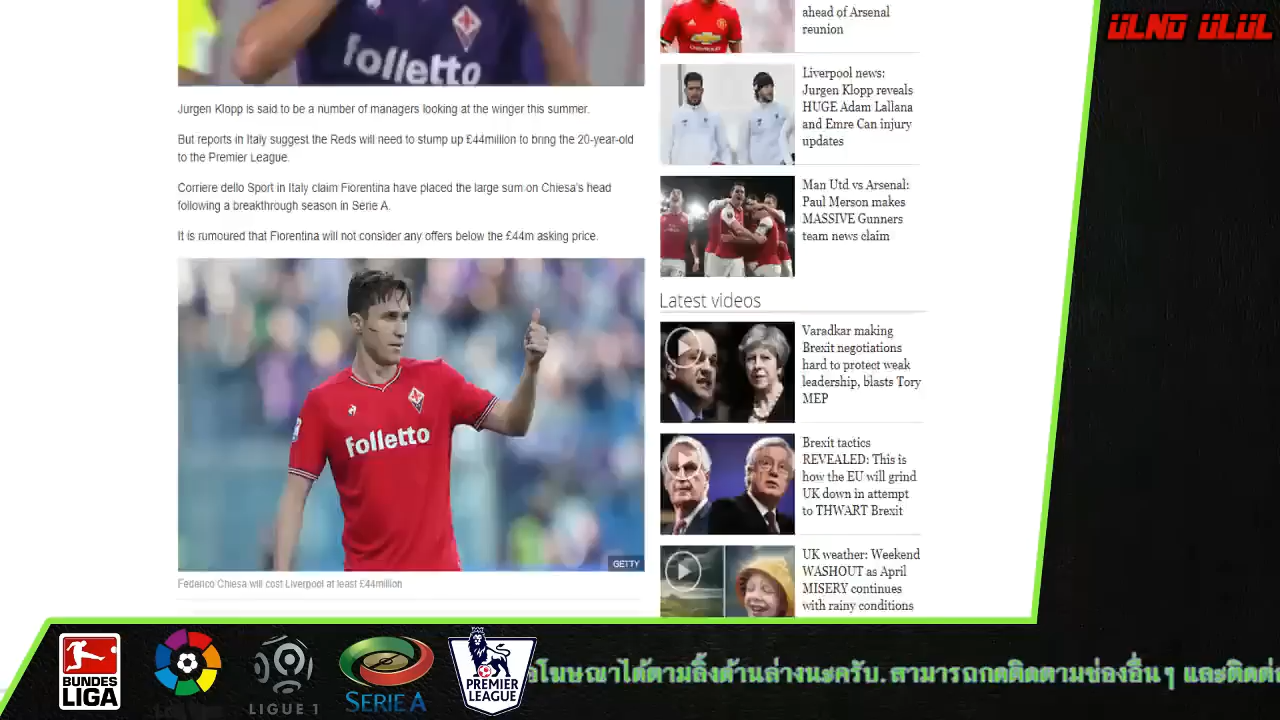 folletto
Jurgen Klopp is said to be a number of managers looking at the winger this summer.
But reports in Italy suggest the Reds will need to stump up £44million to bring the 20-year-old
to the Premier League.
Corriere dello Sport in Italy claim Fiorentina have placed the large sum on Chiesa's head
following a breakthrough season in Serie A.
It is rumoured that Fiorentina will not consider any offers below the £44m asking price.
folletto
GETTY
Federico Chiesa will cost Liverpool at least £44million
ahead of Arsenal
reunion
Liverpool news:
Jurgen Klopp reveals
HUGE Adam Lallana
and Emre Can injury
updates
Man Utd vs Arsenal:
Paul Merson makes
MASSIVE Gunners
team news claim
Latest videos
Varadkar making
Brexit negotiations
hard to protect weak
leadership, blasts Tory
MEP
Brexit tactics
REVEALED: This is
how the EU will grind
UK down in attempt
to THWART Brexit
UK weather: Weekend
WASHOUT as April
MISERY continues
with rainy conditions
BUNDES
LIGA
LIGUE 1
SERIE A
PREMIER
LEAGUE
โฆษณาได้ตามลิ้งด้านล่างนะครับ. สามารถกดติดตามช่องอื่นๆ และติดต่